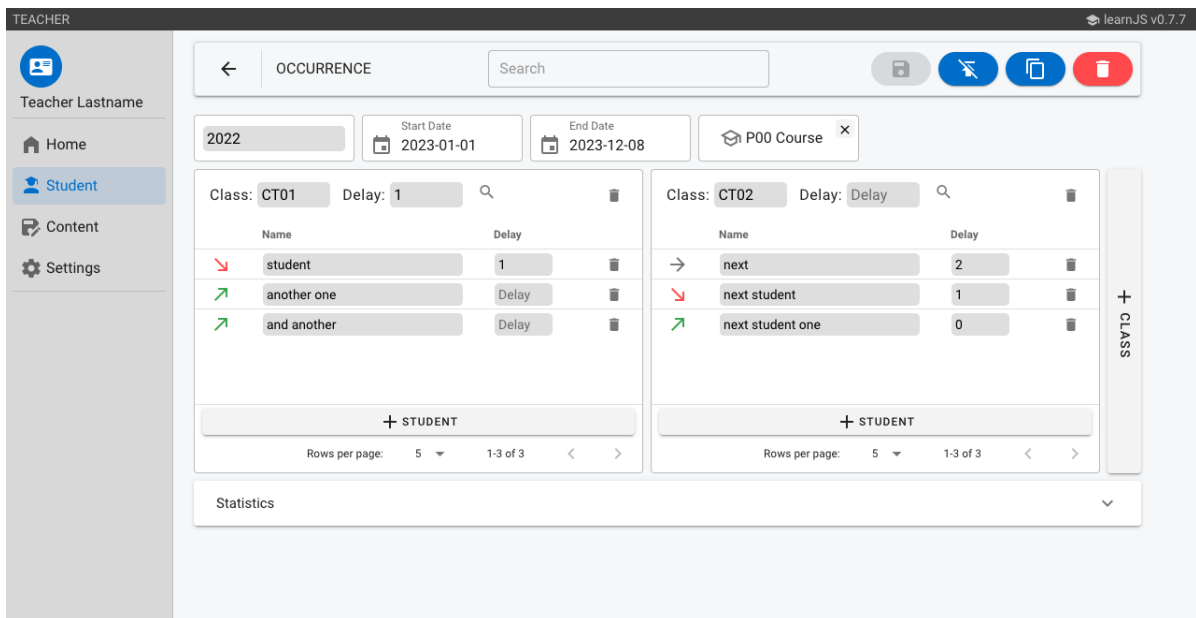 TEACHER
learnJS v0.7.7
Teacher Lastname
Home
Student
Content
Settings
OCCURRENCE
Search
2022
Start Date
2023-01-01
End Date
2023-12-08
P00 Course
Class: CT01 Delay: 1
Name Delay
student 1
another one Delay
and another Delay
+ STUDENT
Rows per page: 5 1-3 of 3
Class: CT02 Delay: Delay
Name Delay
next 2
next student 1
next student one 0
+ STUDENT
Rows per page: 5 1-3 of 3
+ CLASS
Statistics